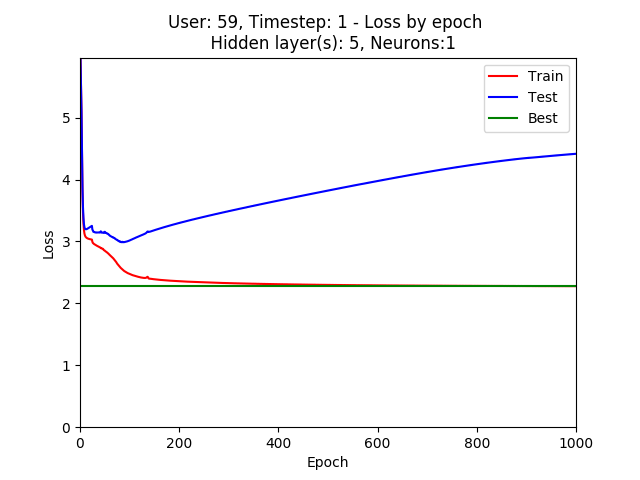 User: 59, Timestep: 1 - Loss by epoch
Hidden layer(s): 5, Neurons:1
Train
Test
Best
5
4
3
2
1
0
Loss
0 200 400 600 800 1000
Epoch